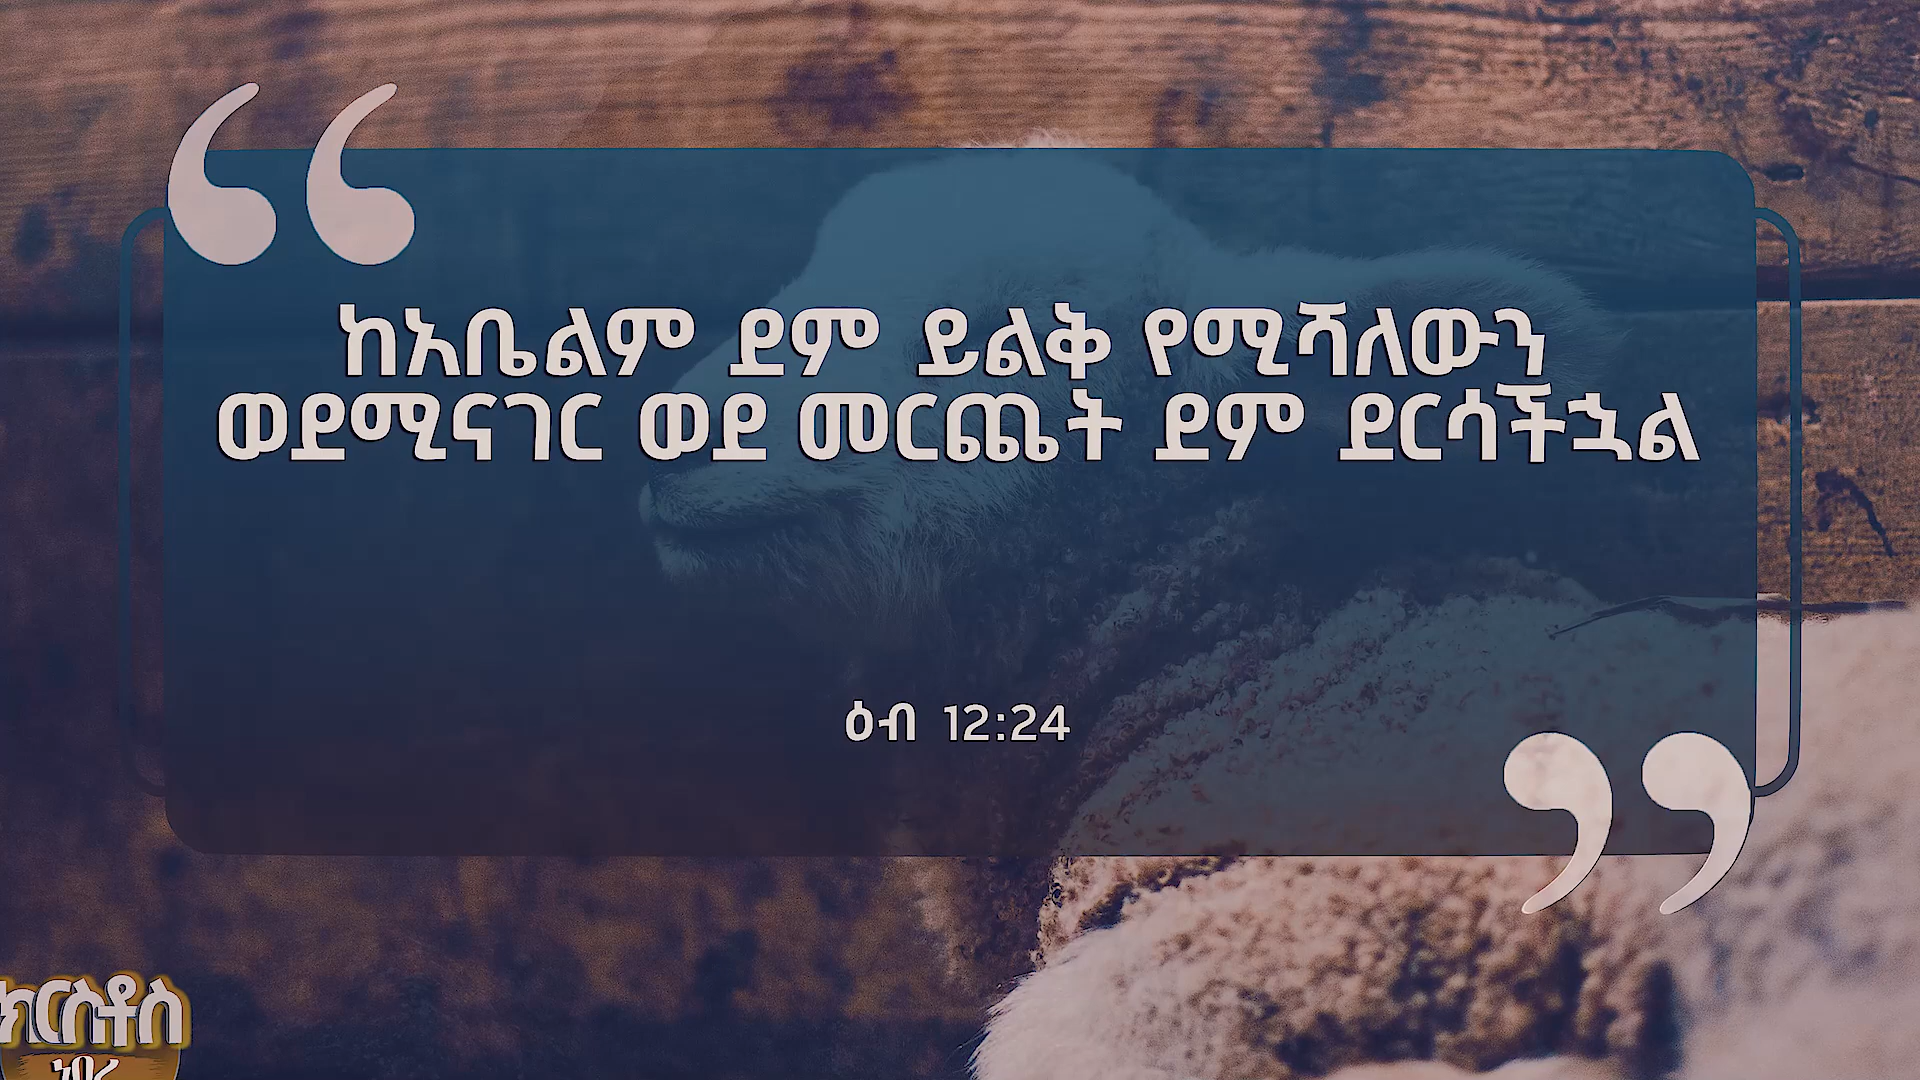 ከአቤልም ደም ይልቅ የሚሻለውን
ወደሚናገር ወደ መርጨት ደም ደርሳችኋል
ዕብ 12:24
ክርስቶስ